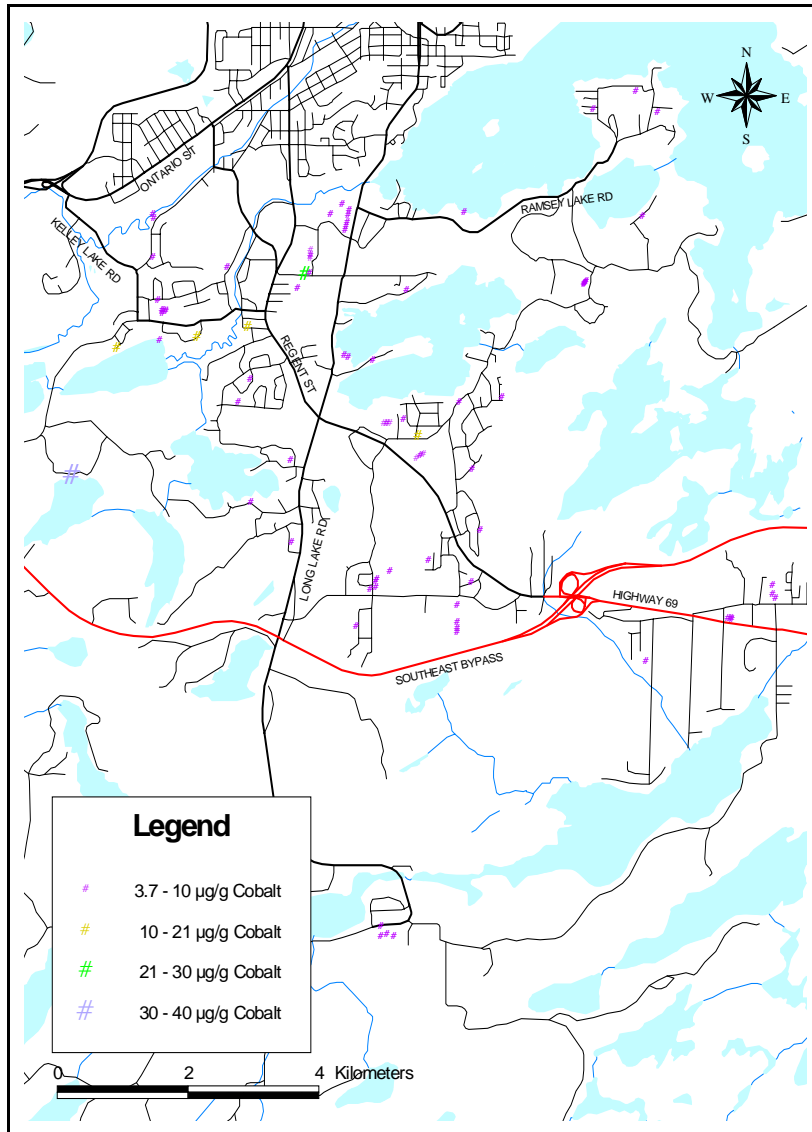 N
W E
S
ONTARIO ST
KELLEY LAKE RD
RAMSEY LAKE RD
REGENT ST
LONG LAKE RD
HIGHWAY 69
SOUTHEAST BYPASS
Legend
# 3.7 - 10 µg/g Cobalt
# 10 - 21 µg/g Cobalt
# 21 - 30 µg/g Cobalt
# 30 - 40 µg/g Cobalt
0 2 4 Kilometers